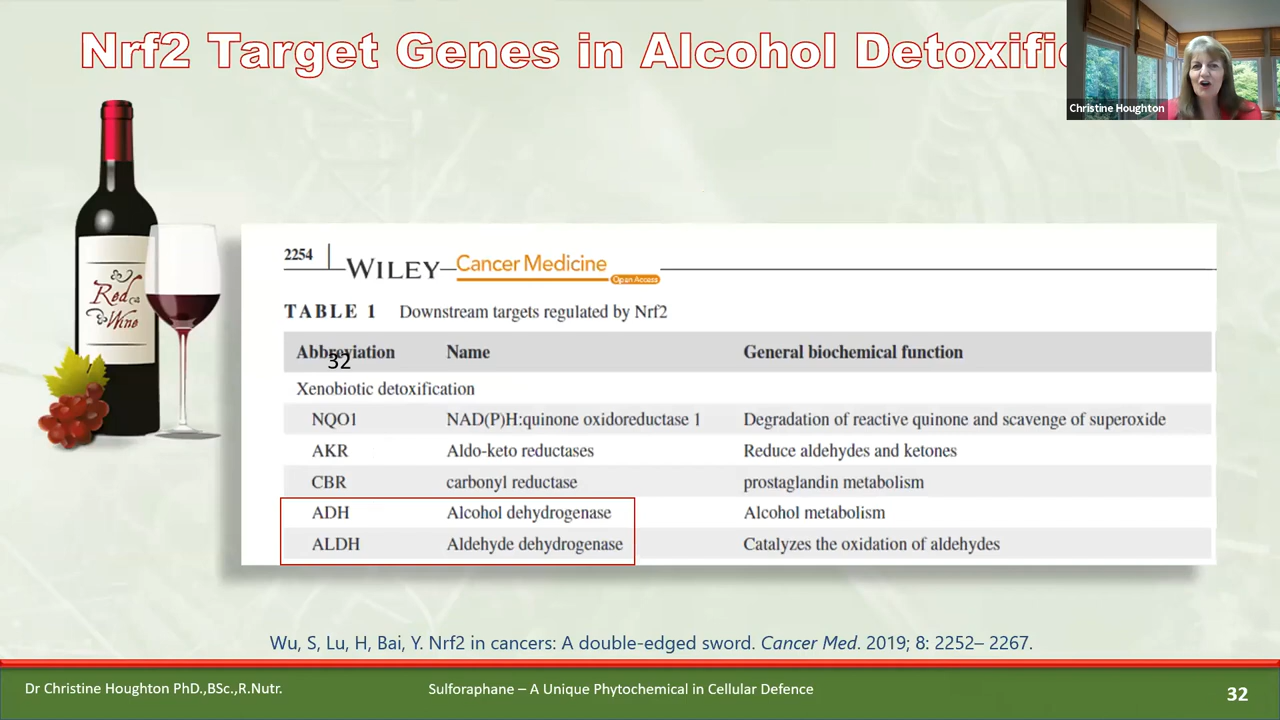 Nrf2 Target Genes in Alcohol Detoxifi
Christine Houghton
Red
Wine
2254
WILEY
Cancer Medicine
Open Access
TABLE 1 Downstream targets regulated by Nrf2
Abbreviation Name General biochemical function
32
Xenobiotic detoxification
NQO1 NAD(P)H:quinone oxidoreductase 1 Degradation of reactive quinone and scavenge of superoxide
AKR Aldo-keto reductases Reduce aldehydes and ketones
CBR carbonyl reductase prostaglandin metabolism
ADH Alcohol dehydrogenase Alcohol metabolism
ALDH Aldehyde dehydrogenase Catalyzes the oxidation of aldehydes
Wu, S, Lu, H, Bai, Y. Nrf2 in cancers: A double-edged sword. Cancer Med. 2019; 8: 2252– 2267.
Dr Christine Houghton PhD.,BSc.,R.Nutr. Sulforaphane – A Unique Phytochemical in Cellular Defence 32